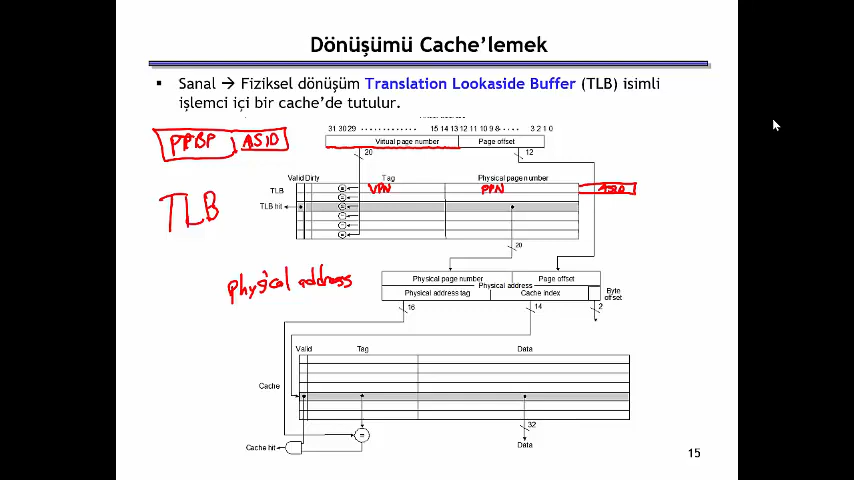 Dönüşümü Cache'lemek
▪ Sanal → Fiziksel dönüşüm Translation Lookaside Buffer (TLB) isimli
işlemci içi bir cache'de tutulur.
31 30 29 . . . . . . . . . . . . . . 15 14 13 12 11 10 9 8 . . . . . 3 2 1 0
PPBP ASID
Virtual page number Page offset
20 12
Valid Dirty Tag Physical page number
TLB VPN PPN ASID
TLB
TLB hit
20
physical address
Physical page number Page offset
Physical address
Physical address tag Cache index Byte
offset
16 14 2
Valid Tag Data
Cache
32
=
Data
Cache hit
15